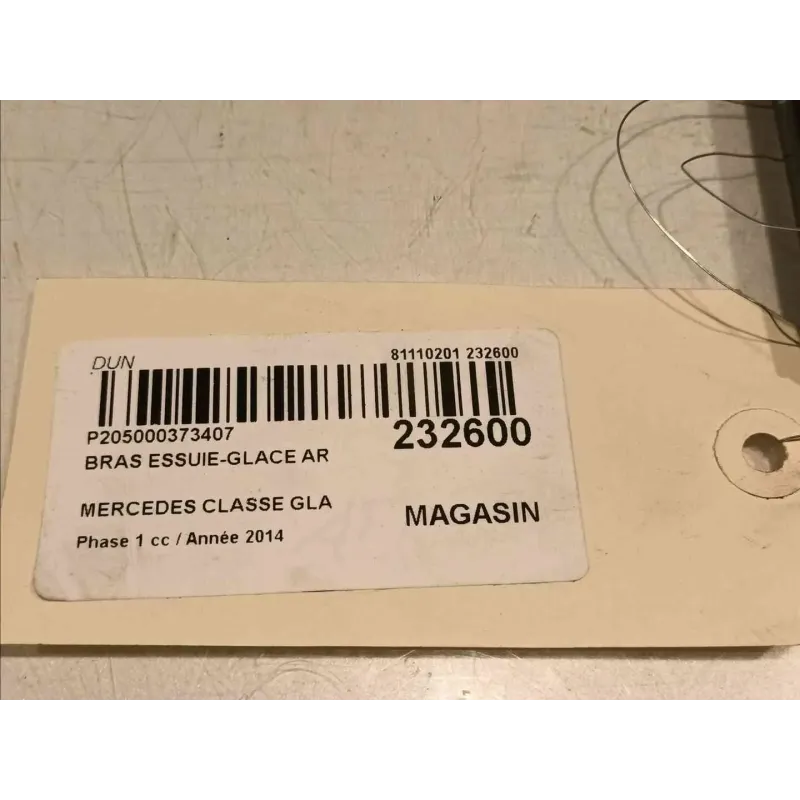 DUN
81110201 232600
P205000373407
232600
BRAS ESSUIE-GLACE AR
MERCEDES CLASSE GLA
MAGASIN
Phase 1 cc / Année 2014